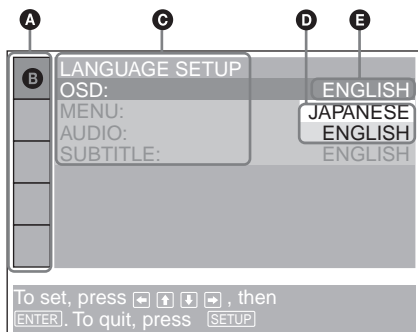 A C D E
B
LANGUAGE SETUP
OSD: ENGLISH
MENU: JAPANESE
AUDIO: ENGLISH
SUBTITLE: ENGLISH
To set, press ← ↑ ↓ → , then
ENTER . To quit, press SETUP